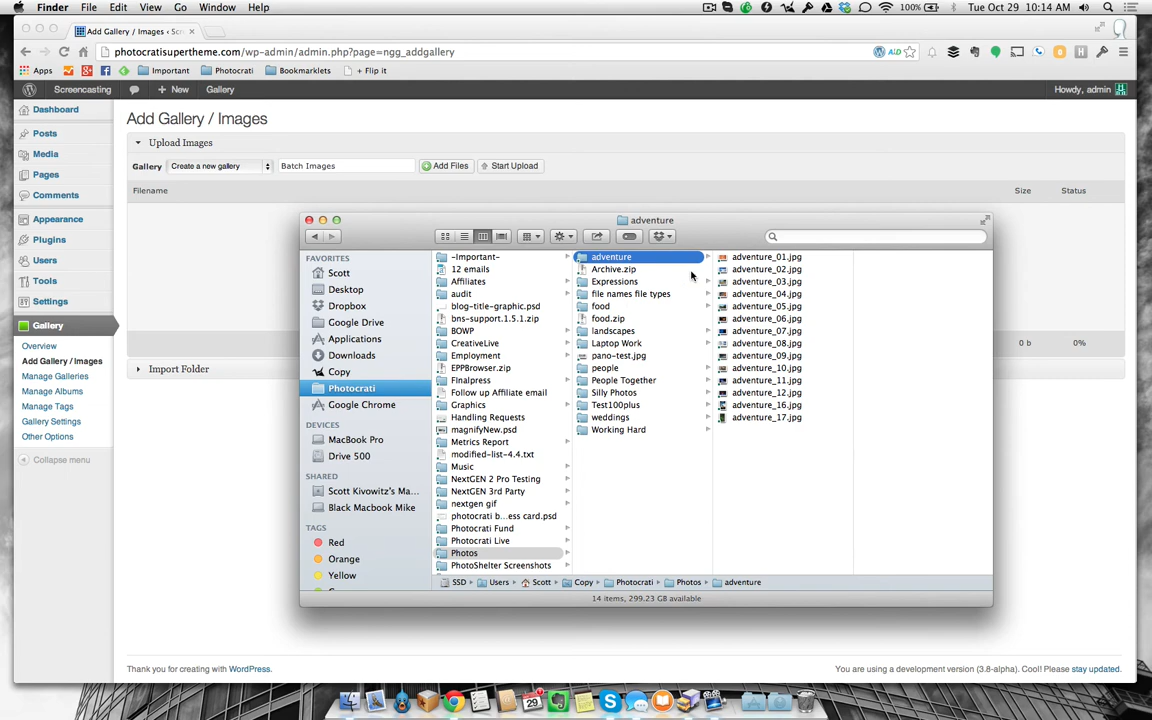 Finder File Edit View Go Window Help 100% Tue Oct 29 10:14 AM
Add Gallery / Images ‹ Scr
photocratisupertheme.com/wp-admin/admin.php?page=ngg_addgallery
Apps Important Photocrati Bookmarklets + Flip it
Screencasting + New Gallery Howdy, admin
Dashboard
Posts
Media
Pages
Comments
Appearance
Plugins
Users
Tools
Settings
Gallery
Overview
Add Gallery / Images
Manage Galleries
Manage Albums
Manage Tags
Gallery Settings
Other Options
Collapse menu
Add Gallery / Images
Upload Images
Gallery Create a new gallery Batch Images Add Files Start Upload
Filename Size Status
0 b 0%
Import Folder
adventure
FAVORITES
Scott
Desktop
Dropbox
Google Drive
Applications
Downloads
Copy
Photocrati
Google Chrome
DEVICES
MacBook Pro
Drive 500
SHARED
Scott Kivowitz's Ma...
Black Macbook Mike
TAGS
Red
Orange
Yellow
-Important-
12 emails
Affiliates
audit
blog-title-graphic.psd
bns-support.1.5.1.zip
BOWP
CreativeLive
Employment
EPPBrowser.zip
FInalpress
Follow up Affiliate email
Graphics
Handling Requests
magnifyNew.psd
Metrics Report
modified-list-4.4.txt
Music
NextGEN 2 Pro Testing
NextGEN 3rd Party
nextgen gif
photocrati b...ess card.psd
Photocrati Fund
Photocrati Live
Photos
PhotoShelter Screenshots
adventure
Archive.zip
Expressions
file names file types
food
food.zip
landscapes
Laptop Work
pano-test.jpg
people
People Together
Silly Photos
Test100plus
weddings
Working Hard
adventure_01.jpg
adventure_02.jpg
adventure_03.jpg
adventure_04.jpg
adventure_05.jpg
adventure_06.jpg
adventure_07.jpg
adventure_08.jpg
adventure_09.jpg
adventure_10.jpg
adventure_11.jpg
adventure_12.jpg
adventure_16.jpg
adventure_17.jpg
SSD Users Scott Copy Photocrati Photos adventure
14 items, 299.23 GB available
Thank you for creating with WordPress. You are using a development version (3.8-alpha). Cool! Please stay updated.